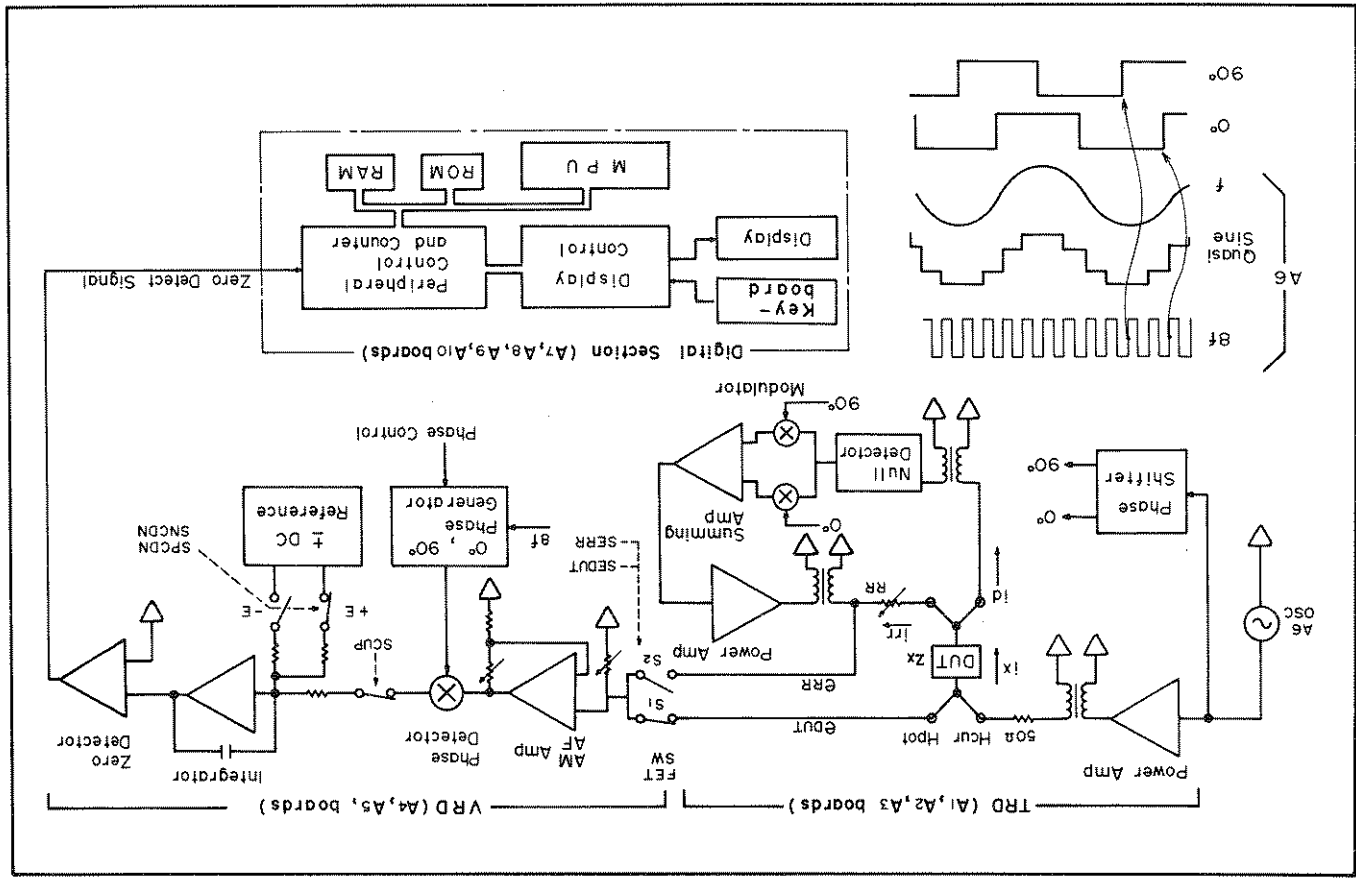 TRD (A1, A2, A3 boards)
VRD (A4, A5, boards)
Power Amp
50Ω
Hcur
Hpot
eDUT
FET
SW
S1
S2
AM
AF
Amp
Phase
Detector
Integrator
Zero
Detector
A6
OSC
ix
DUT
Zx
eRR
SCUP
id
irr
RR
Power Amp
SEDUT
SERR
+E
E-
SPCDN
SNCDN
Phase
Shifter
0°
90°
0°
Null
Detector
Summing
Amp
90°
Modulator
8f
0°, 90°
Phase
Generator
Phase Control
± DC
Reference
A6
8f
Quasi
Sine
f
0°
90°
Digital Section (A7, A8, A9, A10 boards)
Key-
board
Display
Display
Control
Peripheral
Control
and Counter
Zero Detect Signal
MPU
ROM
RAM